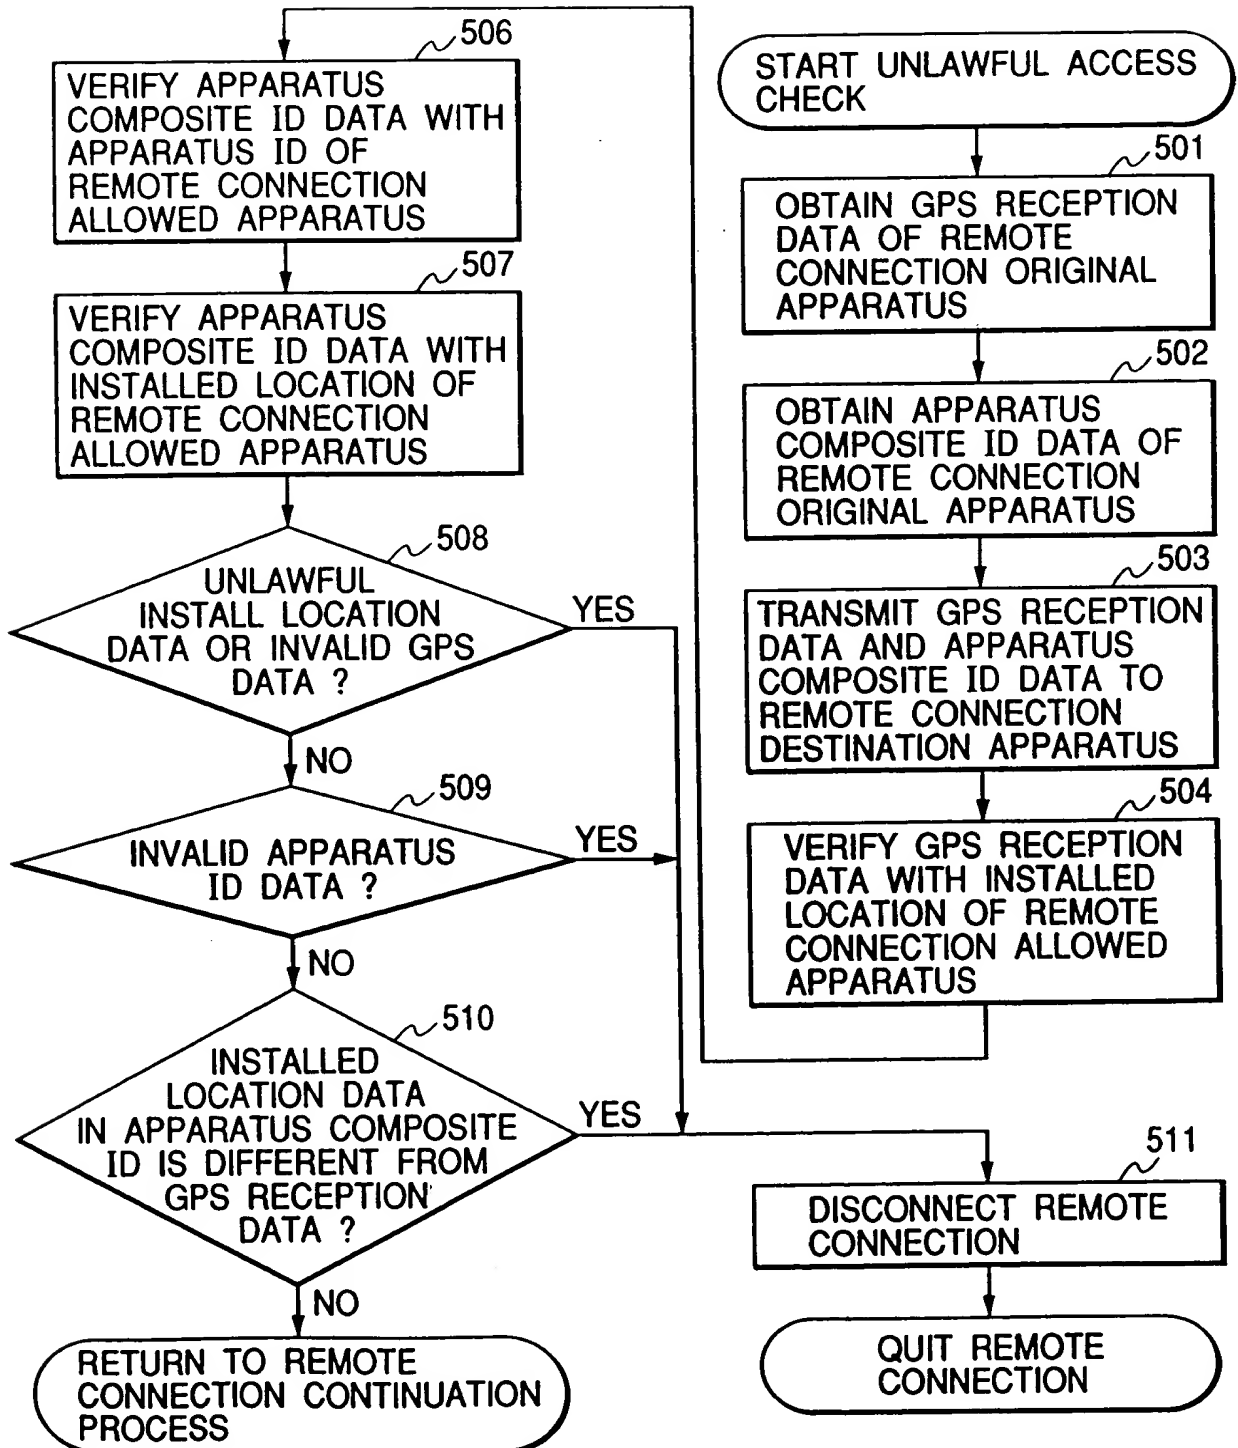 START UNLAWFUL ACCESS
CHECK
501
OBTAIN GPS RECEPTION
DATA OF REMOTE
CONNECTION ORIGINAL
APPARATUS
502
OBTAIN APPARATUS
COMPOSITE ID DATA OF
REMOTE CONNECTION
ORIGINAL APPARATUS
503
TRANSMIT GPS RECEPTION
DATA AND APPARATUS
COMPOSITE ID DATA TO
REMOTE CONNECTION
DESTINATION APPARATUS
504
VERIFY GPS RECEPTION
DATA WITH INSTALLED
LOCATION OF REMOTE
CONNECTION ALLOWED
APPARATUS
506
VERIFY APPARATUS
COMPOSITE ID DATA WITH
APPARATUS ID OF
REMOTE CONNECTION
ALLOWED APPARATUS
507
VERIFY APPARATUS
COMPOSITE ID DATA WITH
INSTALLED LOCATION OF
REMOTE CONNECTION
ALLOWED APPARATUS
508
UNLAWFUL
INSTALL LOCATION
DATA OR INVALID GPS
DATA ?
YES
NO
509
INVALID APPARATUS
ID DATA ?
YES
NO
510
INSTALLED
LOCATION DATA
IN APPARATUS COMPOSITE
ID IS DIFFERENT FROM
GPS RECEPTION
DATA ?
YES
NO
RETURN TO REMOTE
CONNECTION CONTINUATION
PROCESS
511
DISCONNECT REMOTE
CONNECTION
QUIT REMOTE
CONNECTION